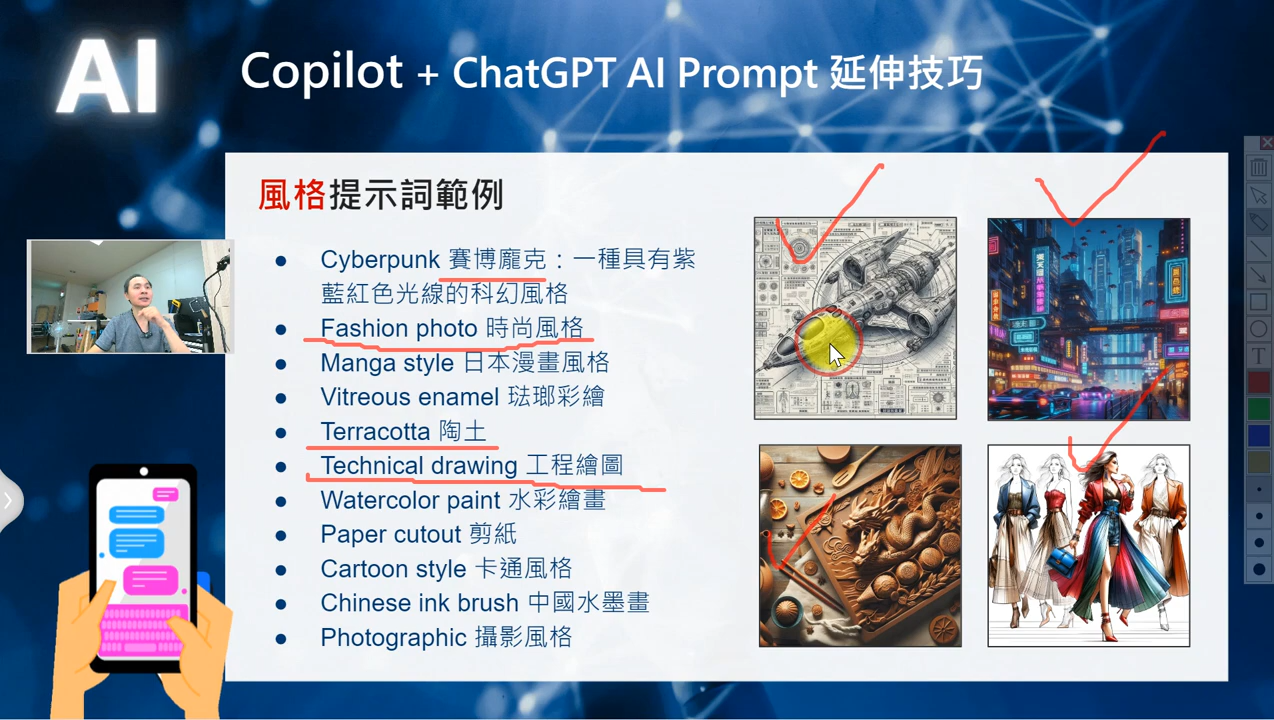 AI
Copilot + ChatGPT AI Prompt 延伸技巧
風格提示詞範例
● Cyberpunk 賽博龐克：一種具有紫
藍紅色光線的科幻風格
● Fashion photo 時尚風格
● Manga style 日本漫畫風格
● Vitreous enamel 琺瑯彩繪
● Terracotta 陶土
● Technical drawing 工程繪圖
● Watercolor paint 水彩繪畫
● Paper cutout 剪紙
● Cartoon style 卡通風格
● Chinese ink brush 中國水墨畫
● Photographic 攝影風格